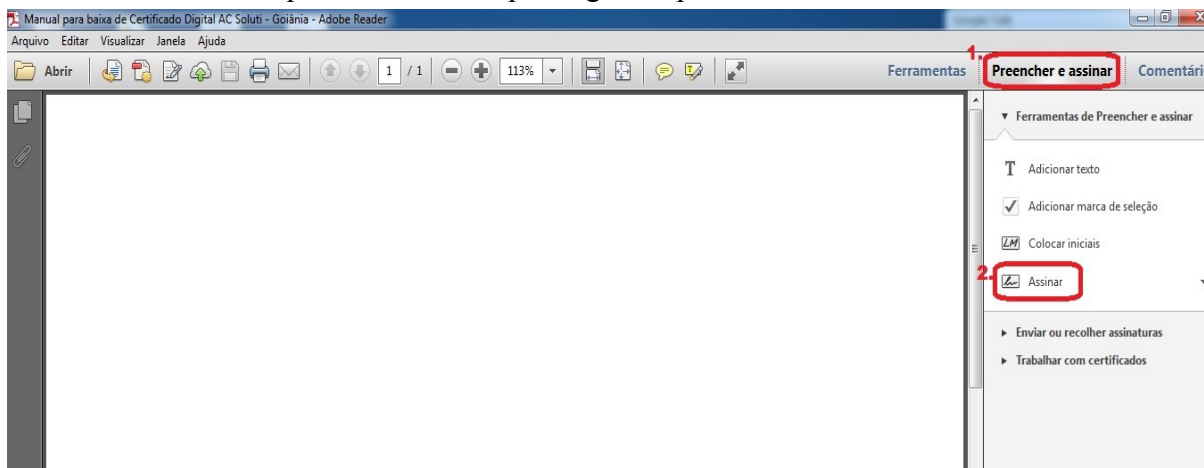 Manual para baixa de Certificado Digital AC Soluti - Goiânia - Adobe Reader
Arquivo Editar Visualizar Janela Ajuda
Abrir 1 / 1 113% Ferramentas 1. Preencher e assinar Comentári
Ferramentas de Preencher e assinar
T Adicionar texto
Adicionar marca de seleção
LM Colocar iniciais
2. Assinar
Enviar ou recolher assinaturas
Trabalhar com certificados